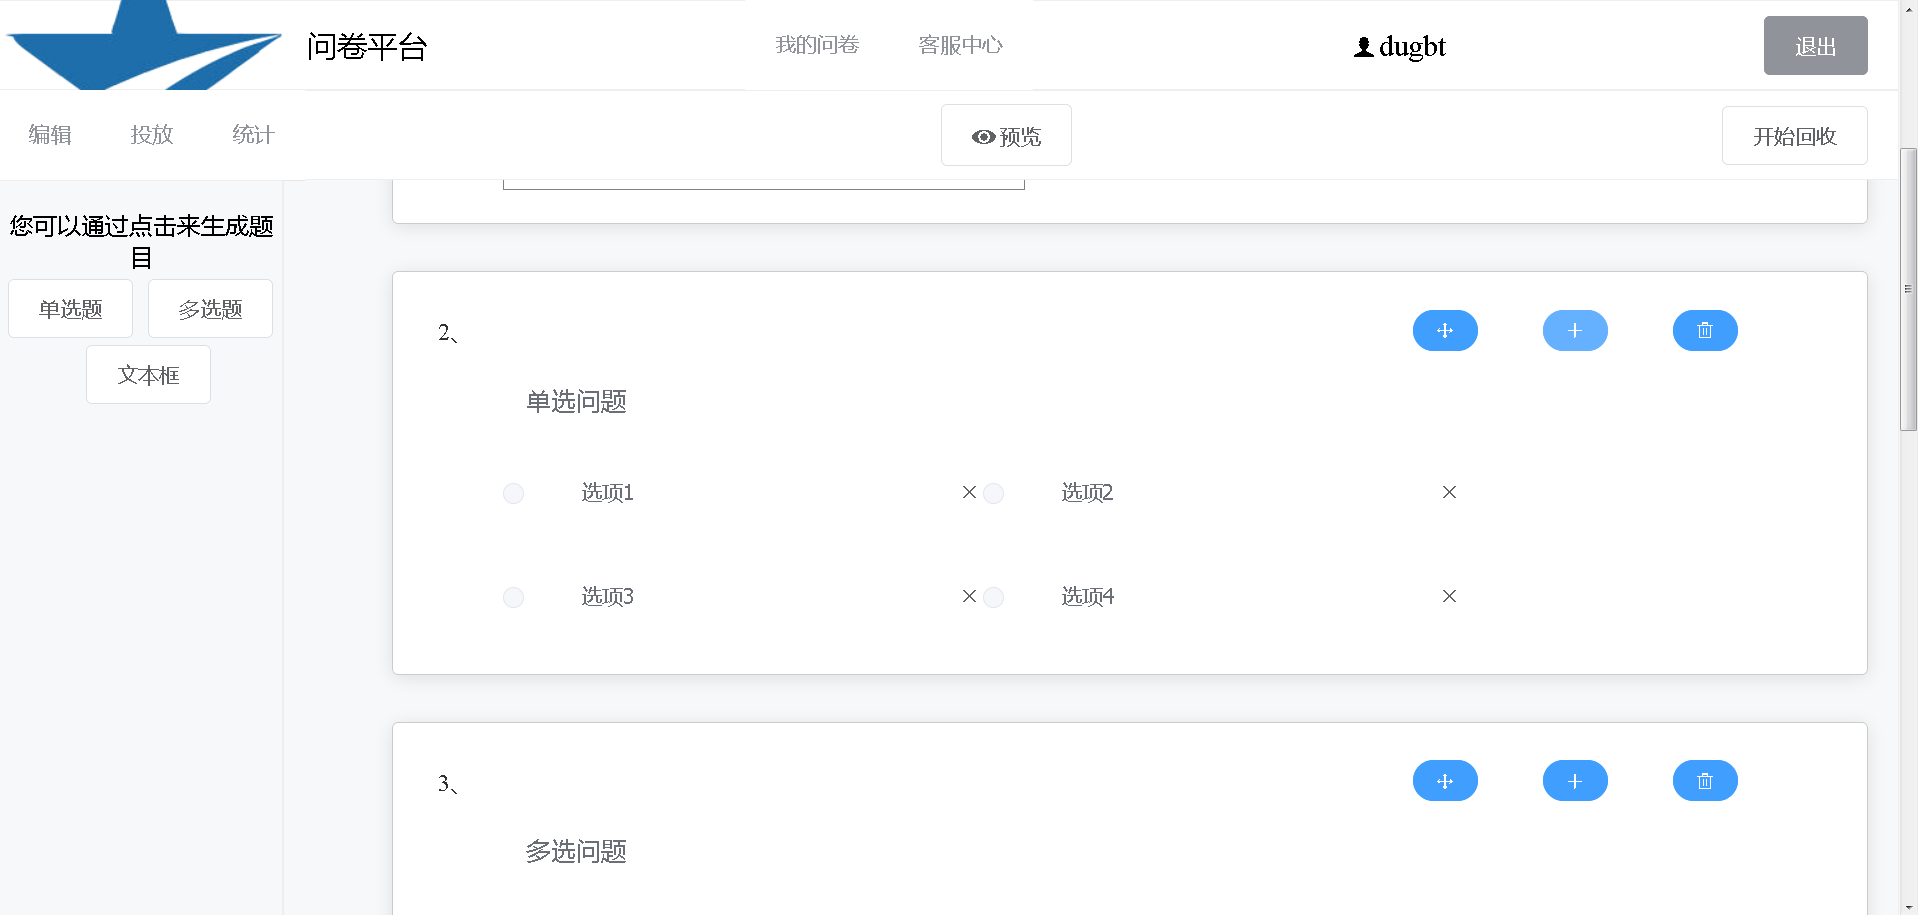 问卷平台
我的问卷
客服中心
dugbt
退出
编辑
投放
统计
预览
开始回收
您可以通过点击来生成题
目
单选题
多选题
文本框
2、
单选问题
选项1
选项2
选项3
选项4
3、
多选问题